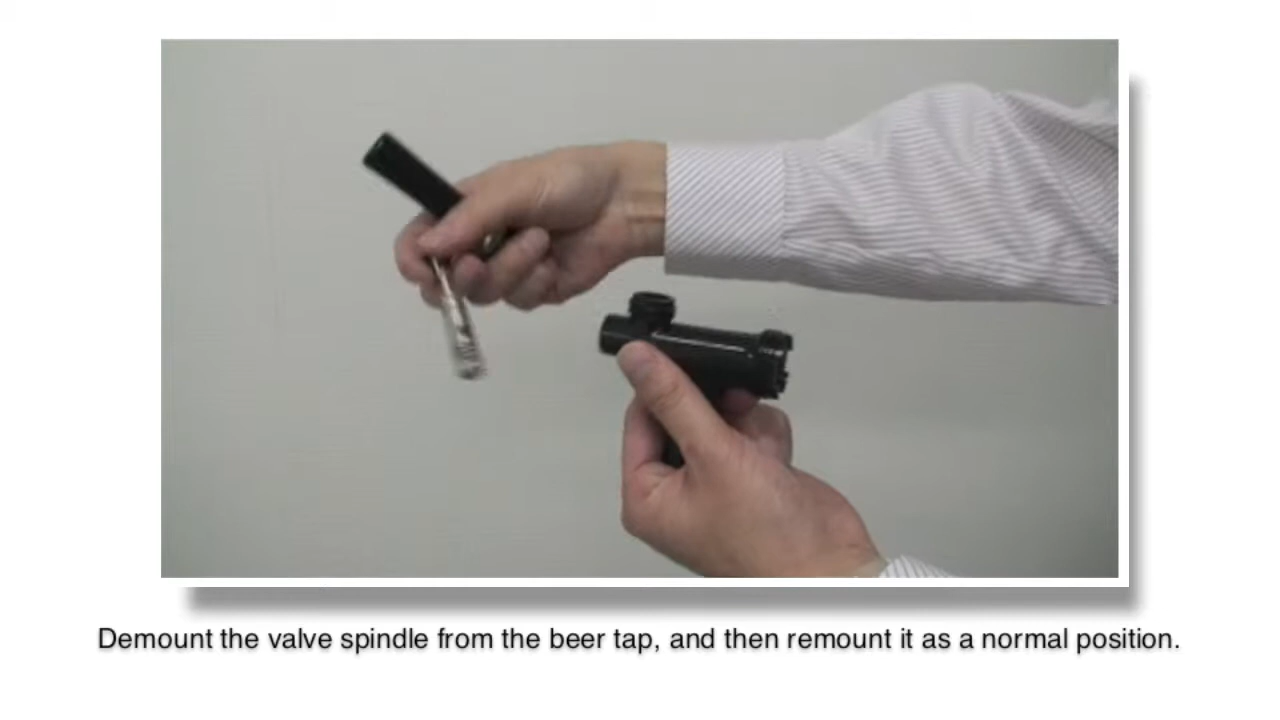 Demount the valve spindle from the beer tap, and then remount it as a normal position.